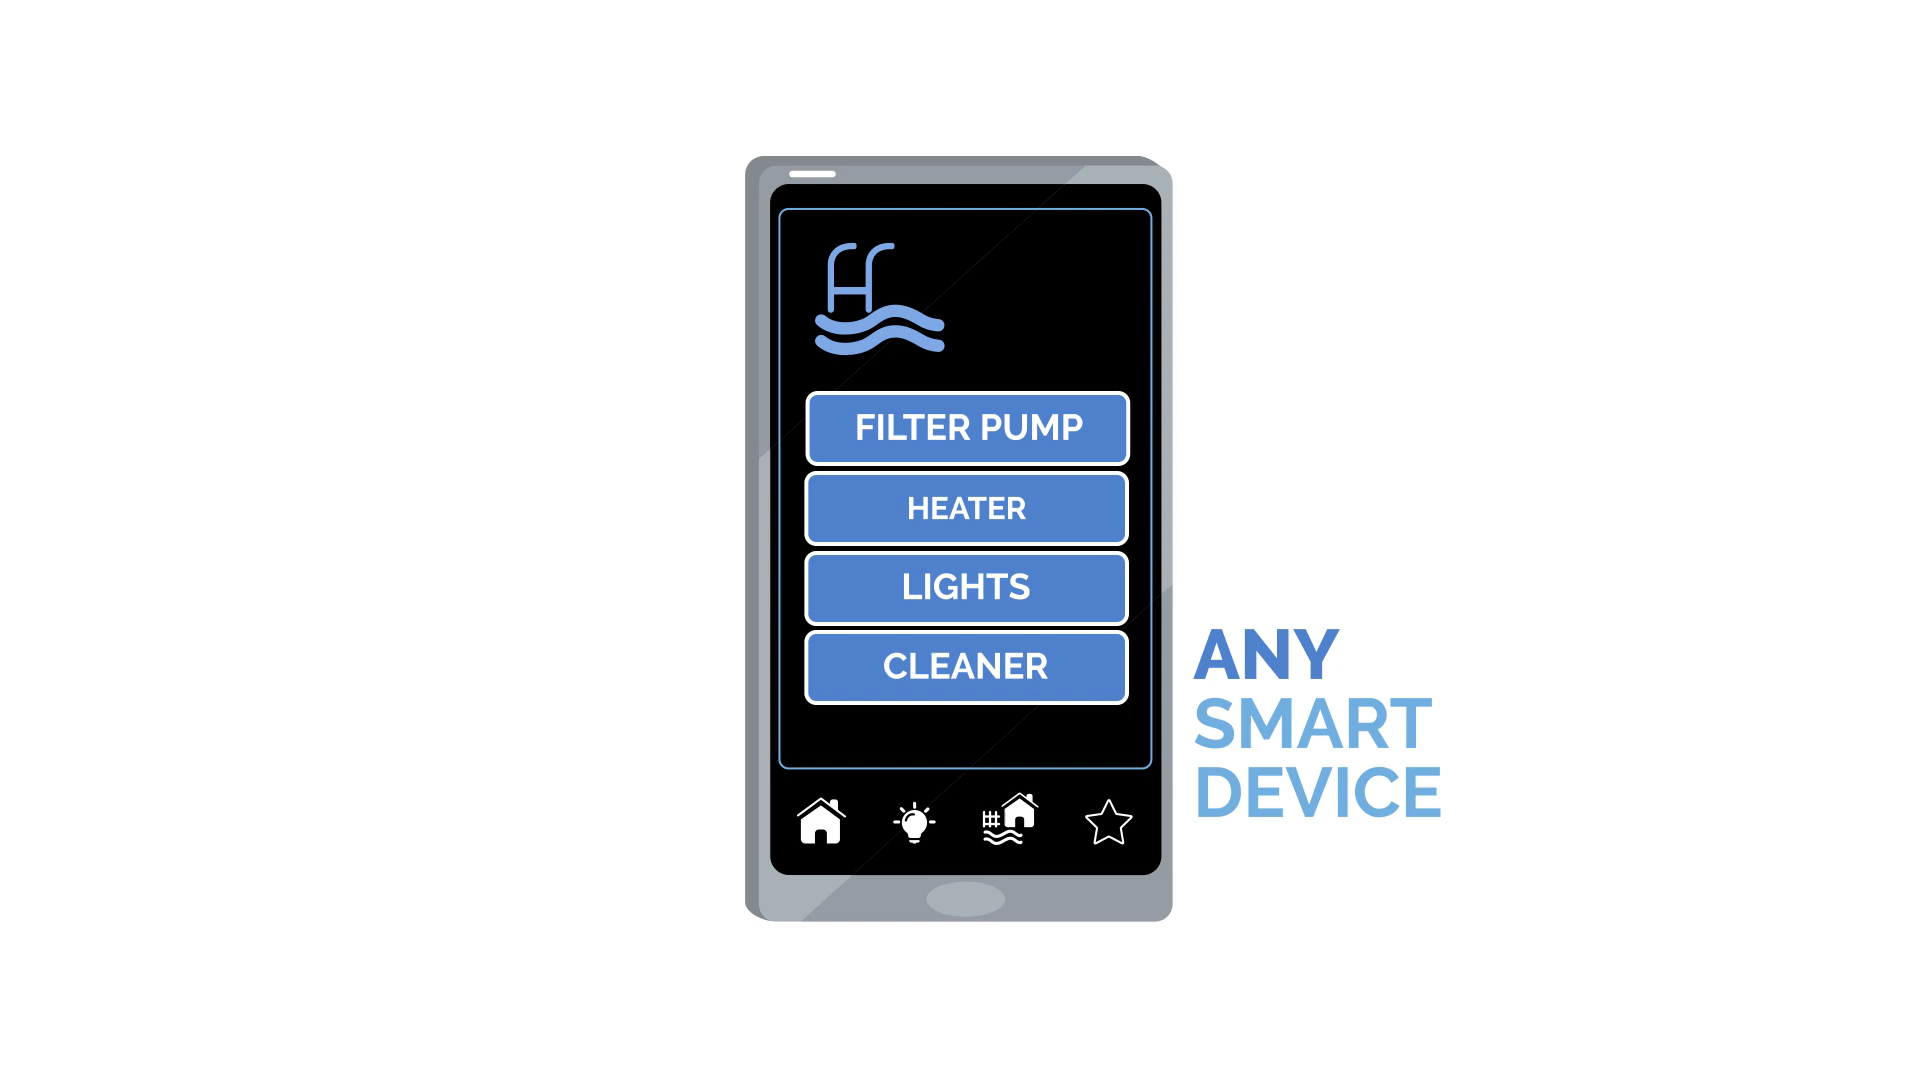 FILTER PUMP
HEATER
LIGHTS
CLEANER
ANY
SMART
DEVICE